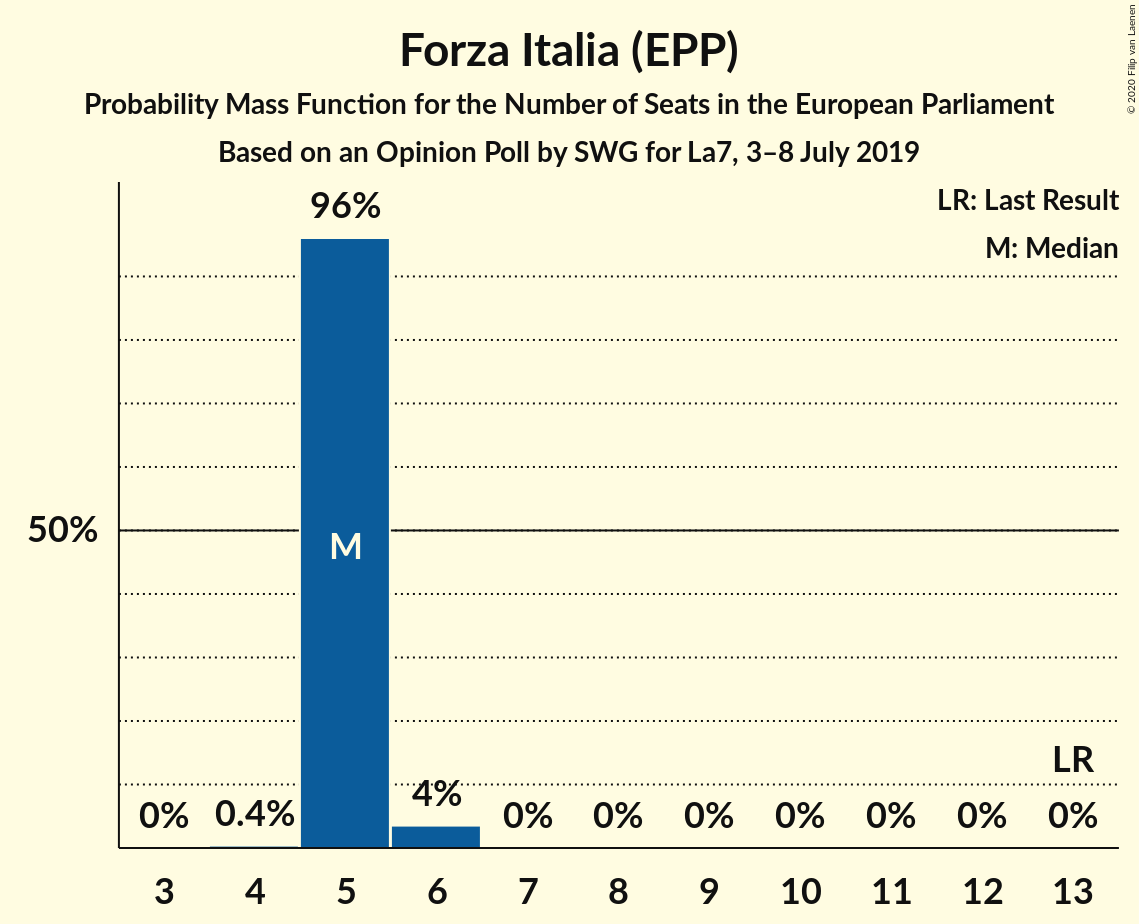 Forza Italia (EPP)
Probability Mass Function for the Number of Seats in the European Parliament
Based on an Opinion Poll by SWG for La7, 3–8 July 2019
© 2020 Filip van Laenen
LR: Last Result
M: Median
96%
50%
M
LR
0% 0.4% 4% 0% 0% 0% 0% 0% 0% 0%
3 4 5 6 7 8 9 10 11 12 13